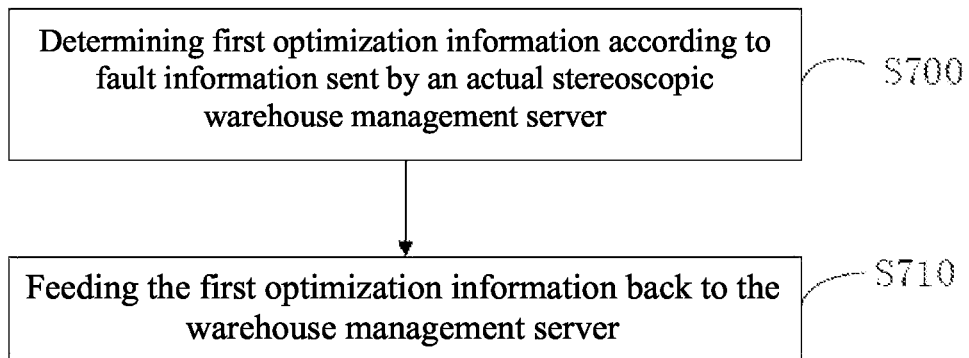 Determining first optimization information according to
fault information sent by an actual stereoscopic
warehouse management server
S700
Feeding the first optimization information back to the
warehouse management server
S710